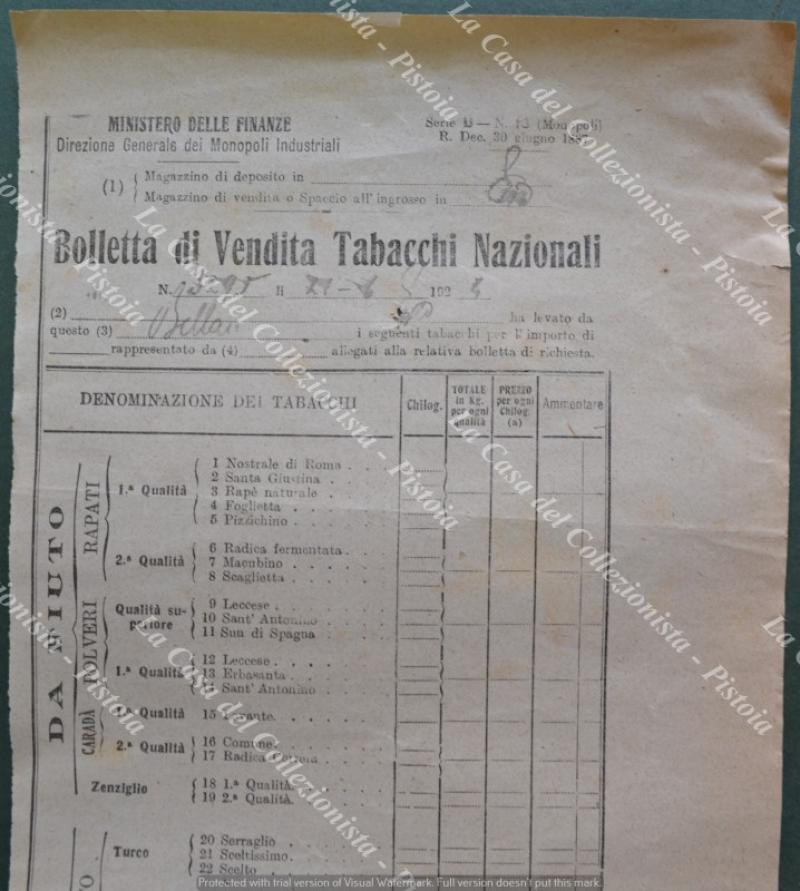 MINISTERO DELLE FINANZE
Direzione Generale dei Monopoli Industriali
Serie D — N. 13 (Monopoli)
R. Dec. 30 giugno 188
(1) { Magazzino di deposito in
Magazzino di vendita o Spaccio all'ingrosso in
Bolletta di Vendita Tabacchi Nazionali
N. li 192
(2) ha levato da
questo (3) i seguenti tabacchi per l'importo di
rappresentato da (4) allegati alla relativa bolletta di richiesta.
DENOMINAZIONE DEI TABACCHI
Chilog.
TOTALE in Kg. per ogni qualità
PREZZO per ogni Chilog. (a)
Ammontare
DA FIUTO
RAPATI
1.ª Qualità
1 Nostrale di Roma
2 Santa Giustina
3 Rapè naturale
4 Foglietta
5 Pizzichino
2.ª Qualità
6 Radica fermentata
7 Macubino
8 Scaglietta
POLVERI
Qualità superiore
9 Leccese
10 Sant' Antonino
11 Sun di Spagna
1.ª Qualità
12 Leccese
13 Erbasanta
14 Sant' Antonino
CARADÀ
1.ª Qualità
15
2.ª Qualità
16 Comune
17 Radica
Zenziglio
18 1.ª Qualità.
19 2.ª Qualità.
Turco
20 Serraglio
21 Sceltissimo.
22 Scelto
La Casa del Collezionista - Pistoia
Protected with trial version of Visual Watermark. Full version doesn't put this mark.